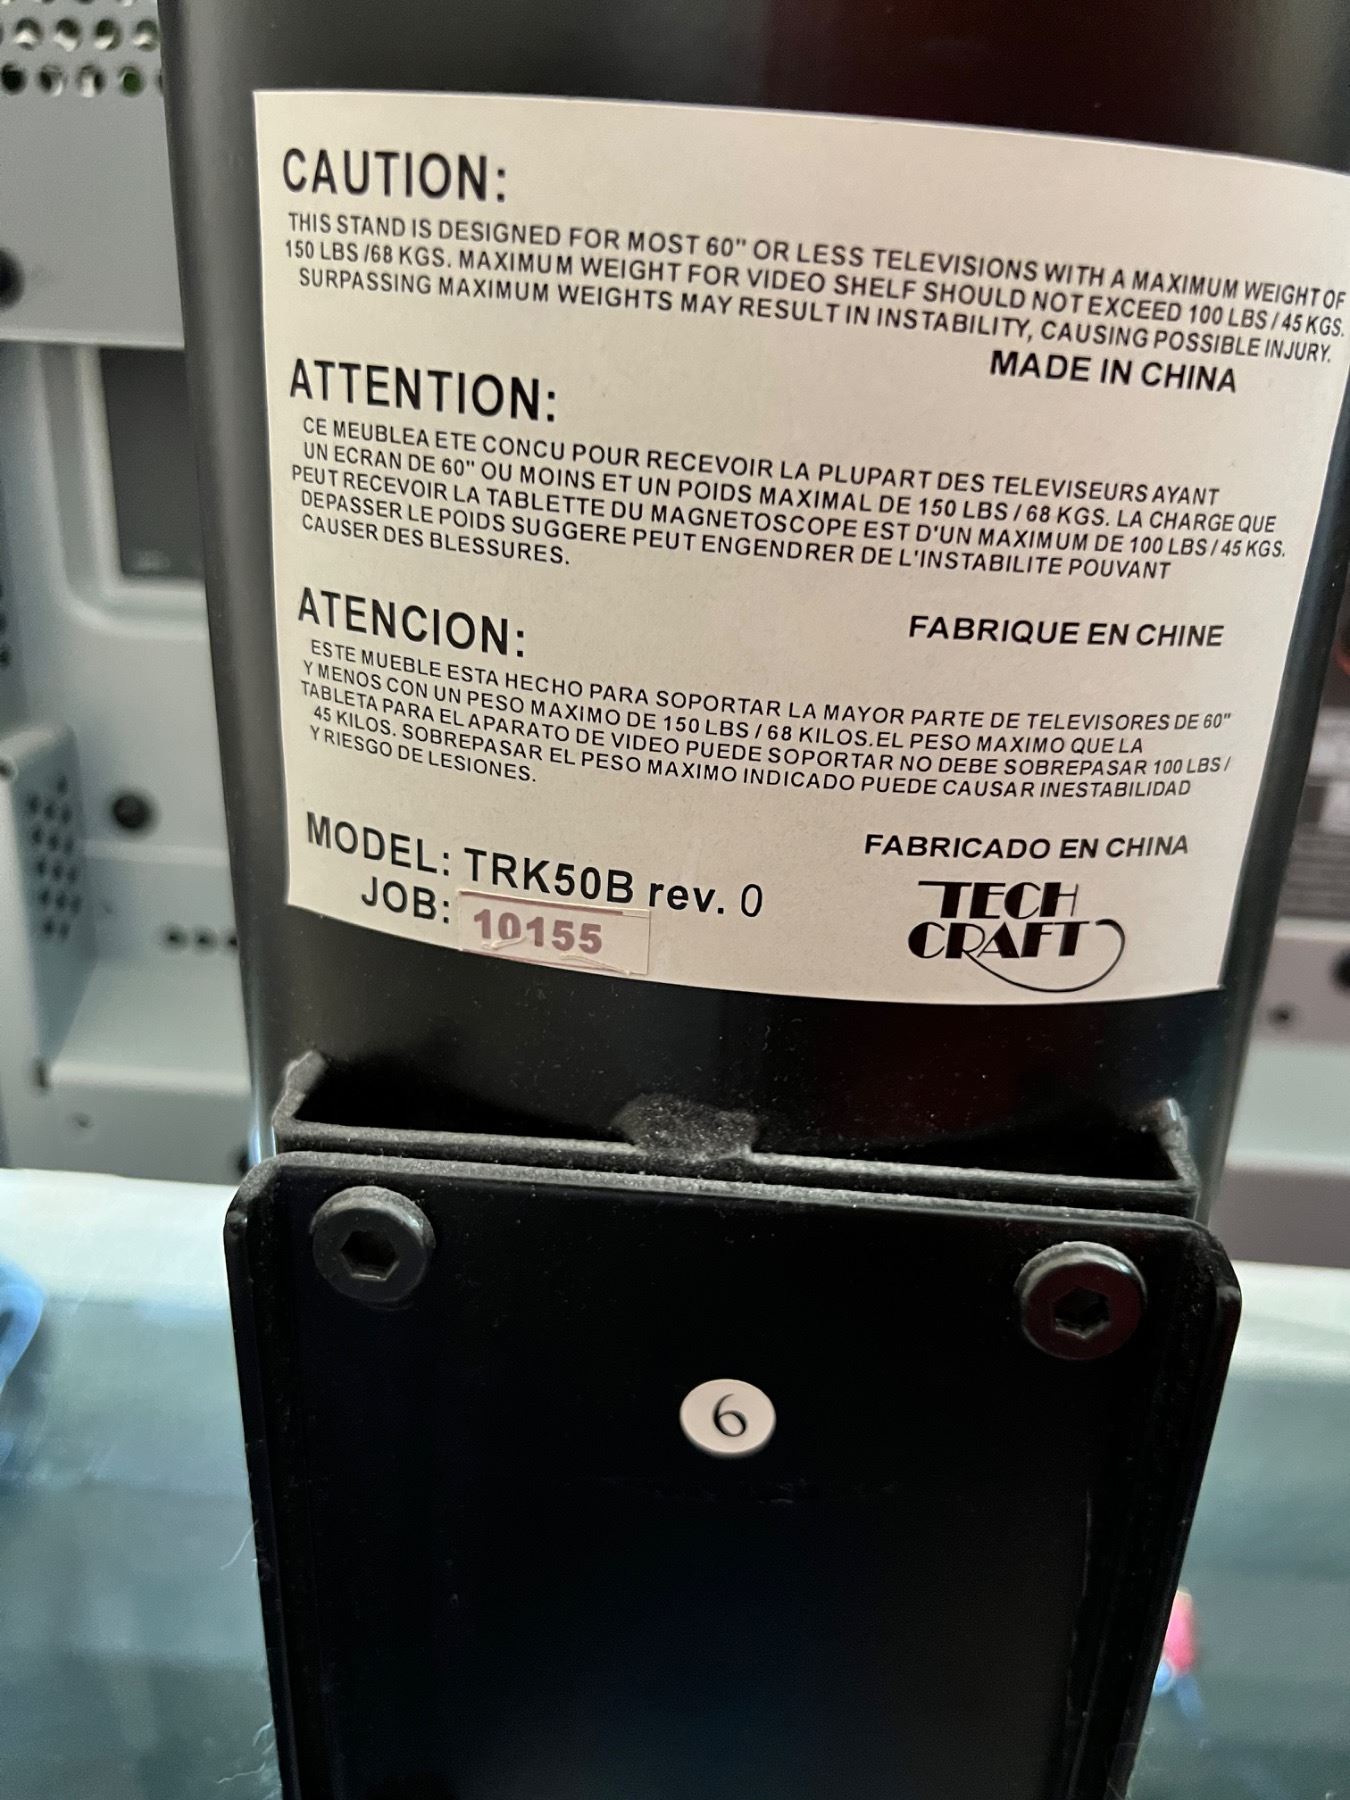 CAUTION:
THIS STAND IS DESIGNED FOR MOST 60" OR LESS TELEVISIONS WITH A MAXIMUM WEIGHT OF
150 LBS /68 KGS. MAXIMUM WEIGHT FOR VIDEO SHELF SHOULD NOT EXCEED 100 LBS / 45 KGS.
SURPASSING MAXIMUM WEIGHTS MAY RESULT IN INSTABILITY, CAUSING POSSIBLE INJURY.
MADE IN CHINA
ATTENTION:
CE MEUBLEA ETE CONCU POUR RECEVOIR LA PLUPART DES TELEVISEURS AYANT
UN ECRAN DE 60" OU MOINS ET UN POIDS MAXIMAL DE 150 LBS / 68 KGS. LA CHARGE QUE
PEUT RECEVOIR LA TABLETTE DU MAGNETOSCOPE EST D'UN MAXIMUM DE 100 LBS / 45 KGS.
DEPASSER LE POIDS SUGGERE PEUT ENGENDRER DE L'INSTABILITE POUVANT
CAUSER DES BLESSURES.
FABRIQUE EN CHINE
ATENCION:
ESTE MUEBLE ESTA HECHO PARA SOPORTAR LA MAYOR PARTE DE TELEVISORES DE 60"
Y MENOS CON UN PESO MAXIMO DE 150 LBS / 68 KILOS.EL PESO MAXIMO QUE LA
TABLETA PARA EL APARATO DE VIDEO PUEDE SOPORTAR NO DEBE SOBREPASAR 100 LBS /
45 KILOS. SOBREPASAR EL PESO MAXIMO INDICADO PUEDE CAUSAR INESTABILIDAD
Y RIESGO DE LESIONES.
FABRICADO EN CHINA
MODEL: TRK50B rev. 0
JOB: 10155
TECH
CRAFT
6